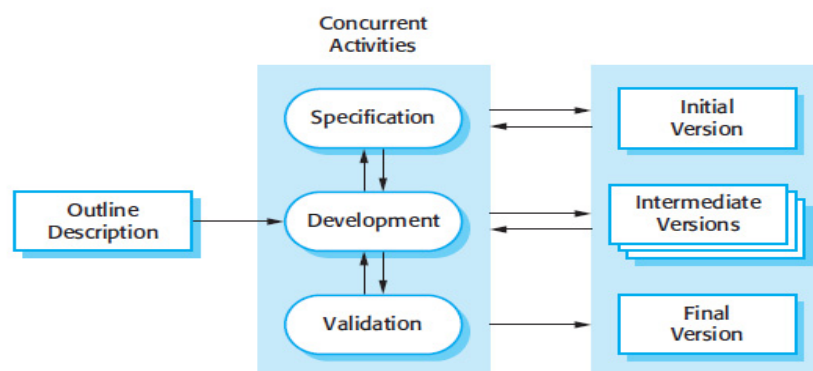 Concurrent
Activities
Specification
Initial
Version
Outline
Description
Development
Intermediate
Versions
Validation
Final
Version